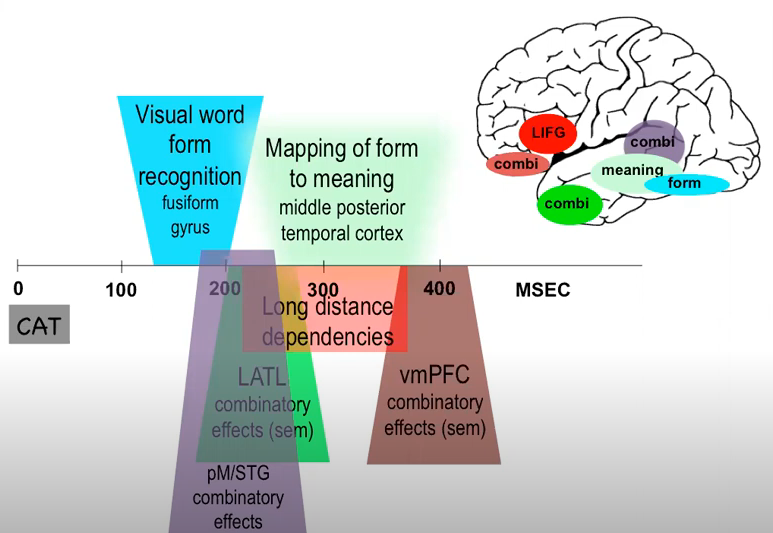 Visual word
form
recognition
fusiform
gyrus
Mapping of form
to meaning
middle posterior
temporal cortex
LIFG
combi
combi
meaning
form
combi
0
100
200
300
400
MSEC
CAT
Long distance
dependencies
LATL
combinatory
effects (sem)
vmPFC
combinatory
effects (sem)
pM/STG
combinatory
effects